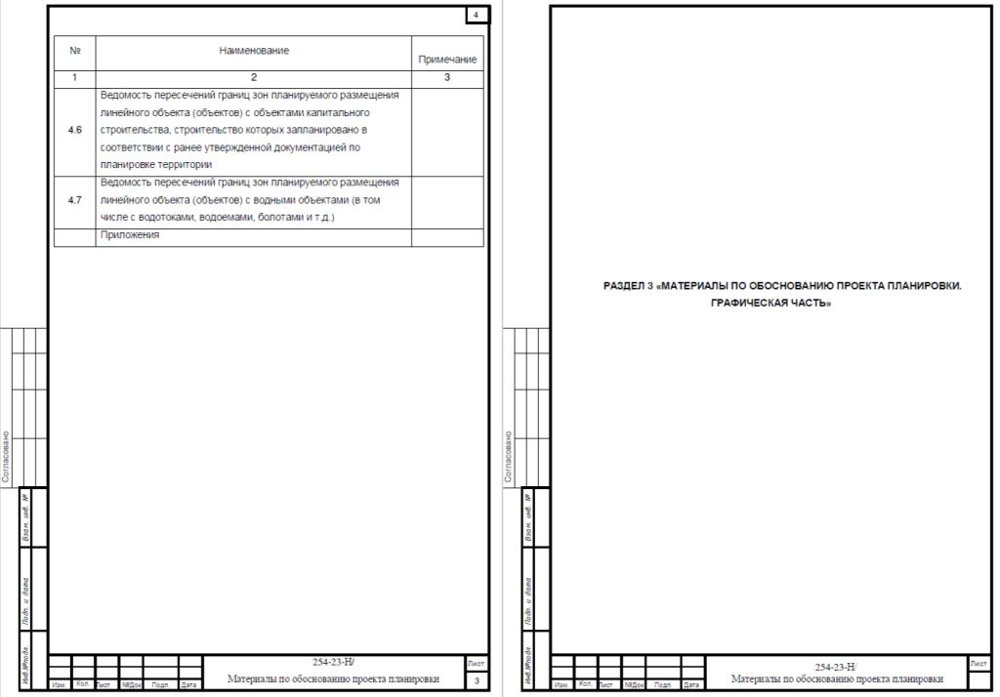 4
№ Наименование Примечание
1 2 3
4.6 Ведомость пересечений границ зон планируемого размещения
линейного объекта (объектов) с объектами капитального
строительства, строительство которых запланировано в
соответствии с ранее утвержденной документацией по
планировке территории
4.7 Ведомость пересечений границ зон планируемого размещения
линейного объекта (объектов) с водными объектами (в том
числе с водотоками, водоемами, болотами и т.д.)
Приложения
Согласовано
Взам. инв. №
Подп. и дата
Инв.№подл.
Изм. Кол. Лист №Док Подп. Дата
254-23-Н/
Материалы по обоснованию проекта планировки
Лист
3
РАЗДЕЛ 3 «МАТЕРИАЛЫ ПО ОБОСНОВАНИЮ ПРОЕКТА ПЛАНИРОВКИ.
ГРАФИЧЕСКАЯ ЧАСТЬ»
Согласовано
Взам. инв. №
Подп. и дата
Инв.№подл.
Изм. Кол. Лист №Док Подп. Дата
254-23-Н/
Материалы по обоснованию проекта планировки
Лист